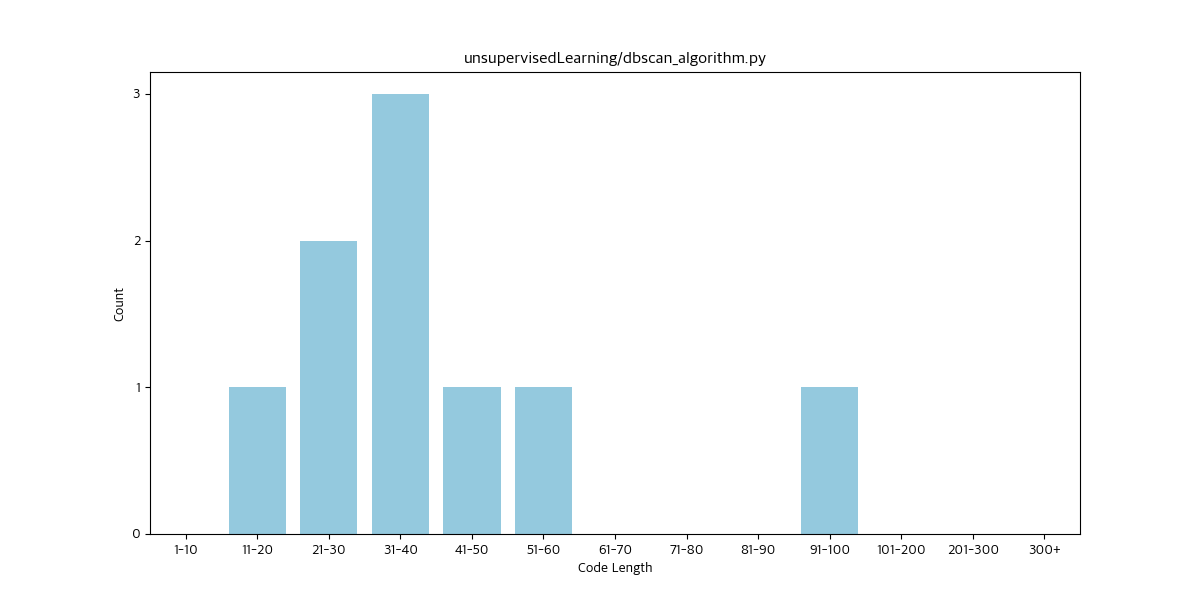 unsupervisedLearning/dbscan_algorithm.py
3
2
1
0
Count
1-10 11-20 21-30 31-40 41-50 51-60 61-70 71-80 81-90 91-100 101-200 201-300 300+
Code Length